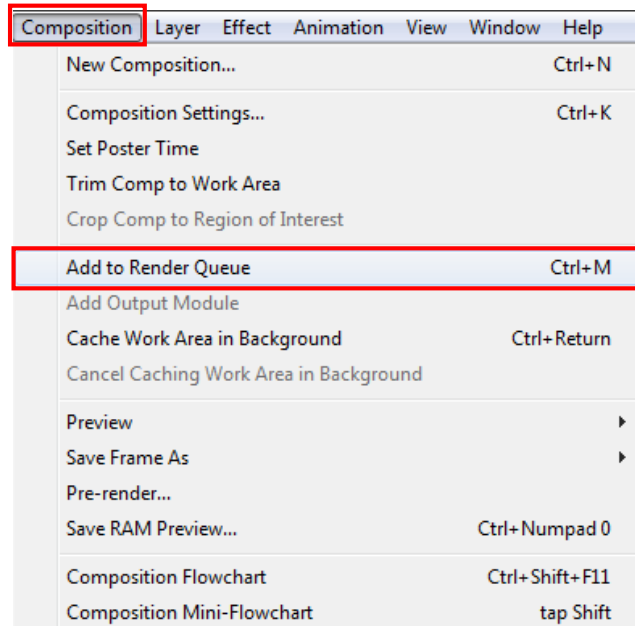 Composition Layer Effect Animation View Window Help
New Composition... Ctrl+N
Composition Settings... Ctrl+K
Set Poster Time
Trim Comp to Work Area
Crop Comp to Region of Interest
Add to Render Queue Ctrl+M
Add Output Module
Cache Work Area in Background Ctrl+Return
Cancel Caching Work Area in Background
Preview
Save Frame As
Pre-render...
Save RAM Preview... Ctrl+Numpad 0
Composition Flowchart Ctrl+Shift+F11
Composition Mini-Flowchart tap Shift